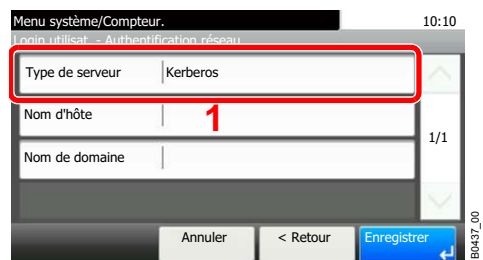 Menu système/Compteur. 10:10
Login utilisat. - Authentification réseau
Type de serveur Kerberos
Nom d'hôte
1
1/1
Nom de domaine
Annuler < Retour Enregistrer
B0437_00